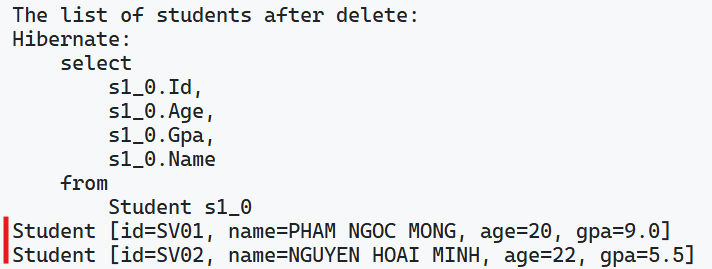 The list of students after delete:
Hibernate:
    select
        s1_0.Id,
        s1_0.Age,
        s1_0.Gpa,
        s1_0.Name
    from
        Student s1_0
Student [id=SV01, name=PHAM NGOC MONG, age=20, gpa=9.0]
Student [id=SV02, name=NGUYEN HOAI MINH, age=22, gpa=5.5]